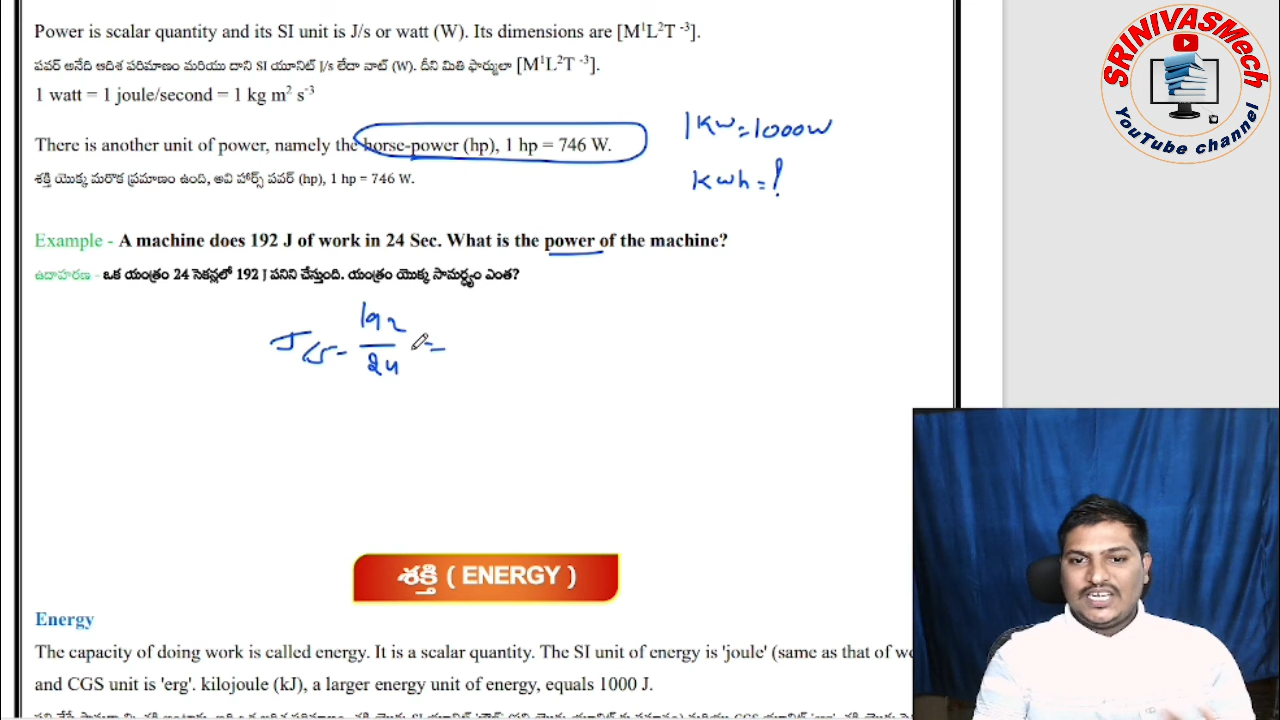 Power is scalar quantity and its SI unit is J/s or watt (W). Its dimensions are [M¹L²T ⁻³].
పవర్ అనేది ఆదిశ పరిమాణం మరియు దాని SI యూనిట్ J/s లేదా వాట్ (W). దీని మితి ఫార్ములా [M¹L²T ⁻³].
1 watt = 1 joule/second = 1 kg m² s⁻³
There is another unit of power, namely the horse-power (hp), 1 hp = 746 W.
1 KW = 1000W
శక్తి యొక్క మరొక ప్రమాణం ఉంది, అవి హార్స్ పవర్ (hp), 1 hp = 746 W.
Kwh = ?
Example - A machine does 192 J of work in 24 Sec. What is the power of the machine?
ఉదాహరణ - ఒక యంత్రం 24 సెకన్లలో 192 J పనిని చేస్తుంది. యంత్రం యొక్క సామర్థ్యం ఎంత?
J/S = 192
24 =
శక్తి ( ENERGY )
Energy
The capacity of doing work is called energy. It is a scalar quantity. The SI unit of energy is 'joule' (same as that of w
and CGS unit is 'erg'. kilojoule (kJ), a larger energy unit of energy, equals 1000 J.
SRINIVASMech
YouTube channel